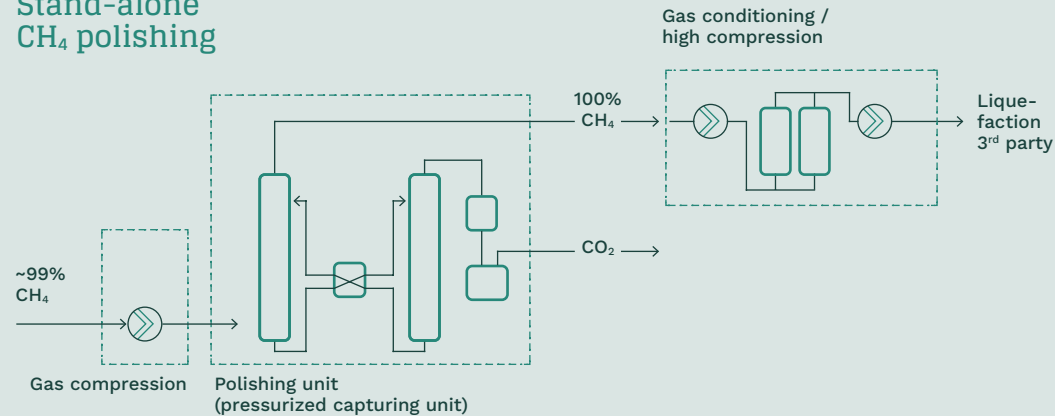 Stand-alone
CH₄ polishing
Gas conditioning /
high compression
100%
CH₄
Lique-
faction
3ʳᵈ party
CO₂
~99%
CH₄
Gas compression
Polishing unit
(pressurized capturing unit)